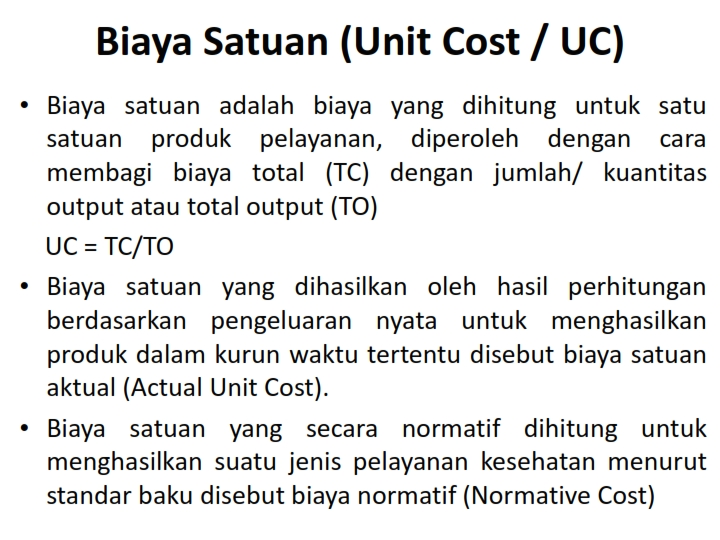 Biaya Satuan (Unit Cost / UC)
• Biaya satuan adalah biaya yang dihitung untuk satu
satuan produk pelayanan, diperoleh dengan cara
membagi biaya total (TC) dengan jumlah/ kuantitas
output atau total output (TO)
UC = TC/TO
• Biaya satuan yang dihasilkan oleh hasil perhitungan
berdasarkan pengeluaran nyata untuk menghasilkan
produk dalam kurun waktu tertentu disebut biaya satuan
aktual (Actual Unit Cost).
• Biaya satuan yang secara normatif dihitung untuk
menghasilkan suatu jenis pelayanan kesehatan menurut
standar baku disebut biaya normatif (Normative Cost)